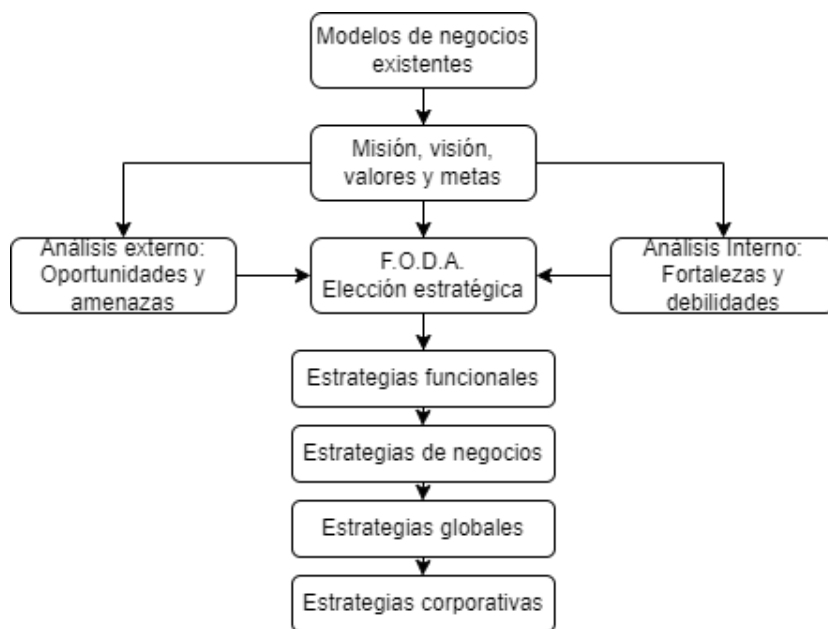 Modelos de negocios
existentes
Misión, visión,
valores y metas
Análisis externo:
Oportunidades y
amenazas
F.O.D.A.
Elección estratégica
Análisis Interno:
Fortalezas y
debilidades
Estrategias funcionales
Estrategias de negocios
Estrategias globales
Estrategias corporativas